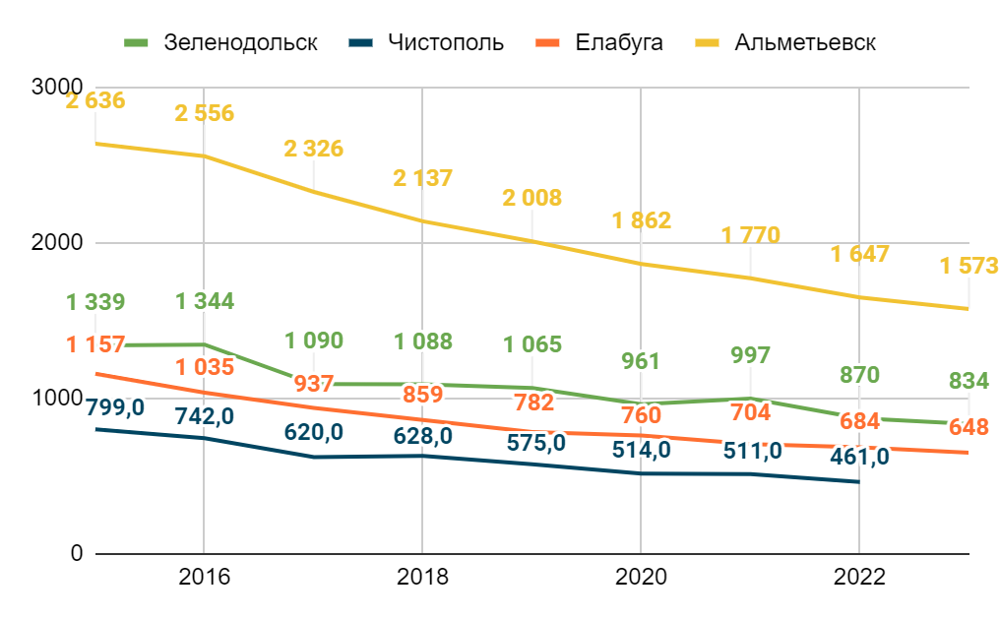 Зеленодольск Чистополь Елабуга Альметьевск
3000
2000
1000
0
2 636 2 556 2 326 2 137 2 008 1 862 1 770 1 647 1 573
1 339 1 344 1 090 1 088 1 065 961 997 870 834
1 157 1 035 937 859 782 760 704 684 648
799,0 742,0 620,0 628,0 575,0 514,0 511,0 461,0
2016 2018 2020 2022